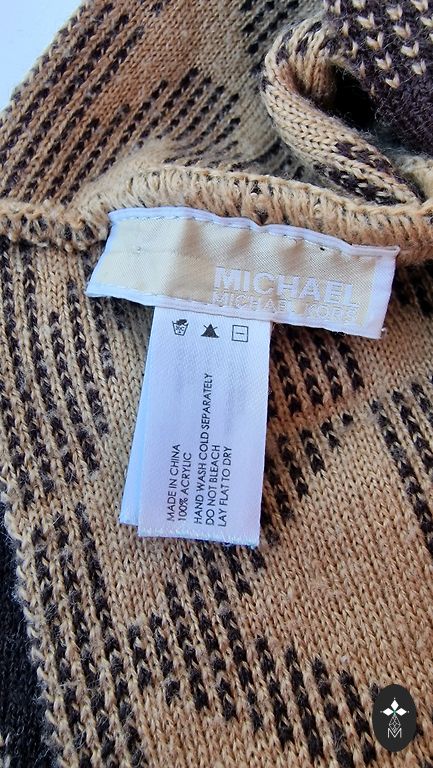 MICHAEL
MICHAEL KORS
MADE IN CHINA
100% ACRYLIC
HAND WASH COLD SEPARATELY
DO NOT BLEACH
LAY FLAT TO DRY
M